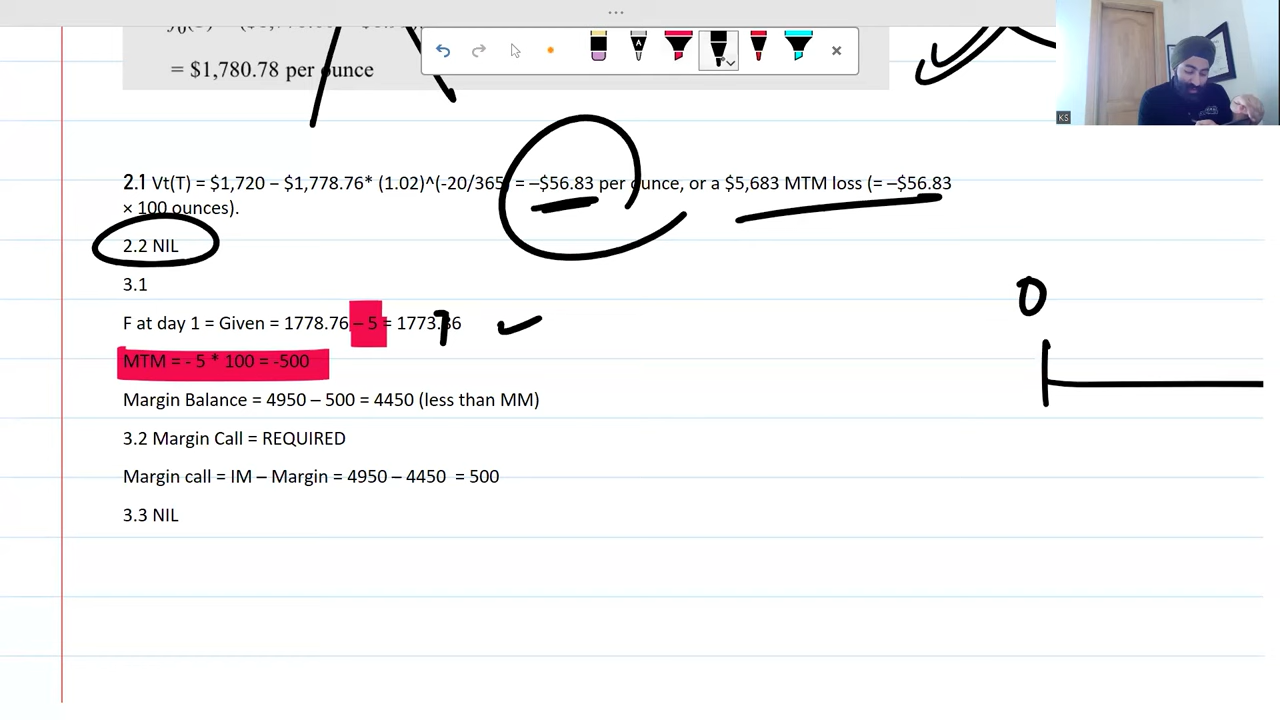 = $1,780.78 per ounce
2.1 Vt(T) = $1,720 – $1,778.76* (1.02)^(-20/365) = –$56.83 per ounce, or a $5,683 MTM loss (= –$56.83
× 100 ounces).
2.2 NIL
3.1
0
F at day 1 = Given = 1778.76 – 5 = 1773.76
MTM = - 5 * 100 = -500
Margin Balance = 4950 – 500 = 4450 (less than MM)
3.2 Margin Call = REQUIRED
Margin call = IM – Margin = 4950 – 4450 = 500
3.3 NIL
KS